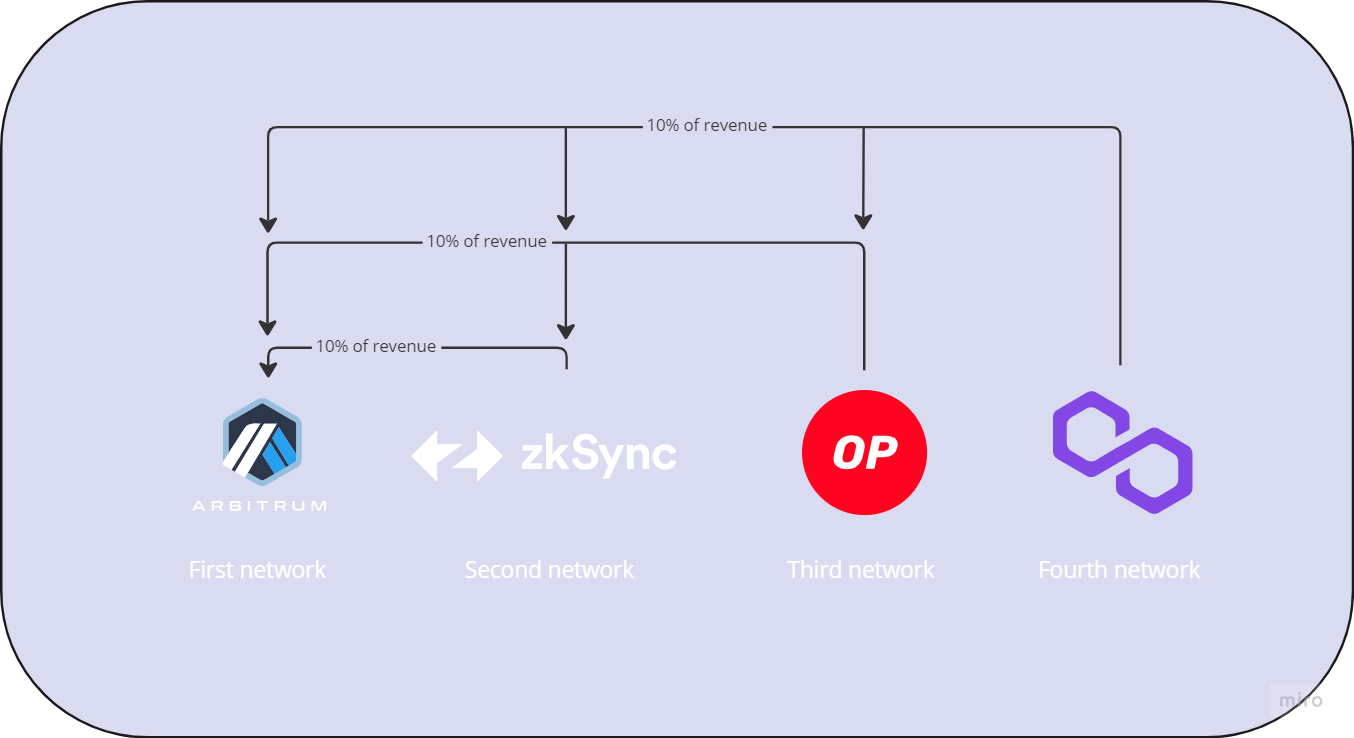 10% of revenue
10% of revenue
10% of revenue
zkSync
OP
ARBITRUM
First network
Second network
Third network
Fourth network
miro